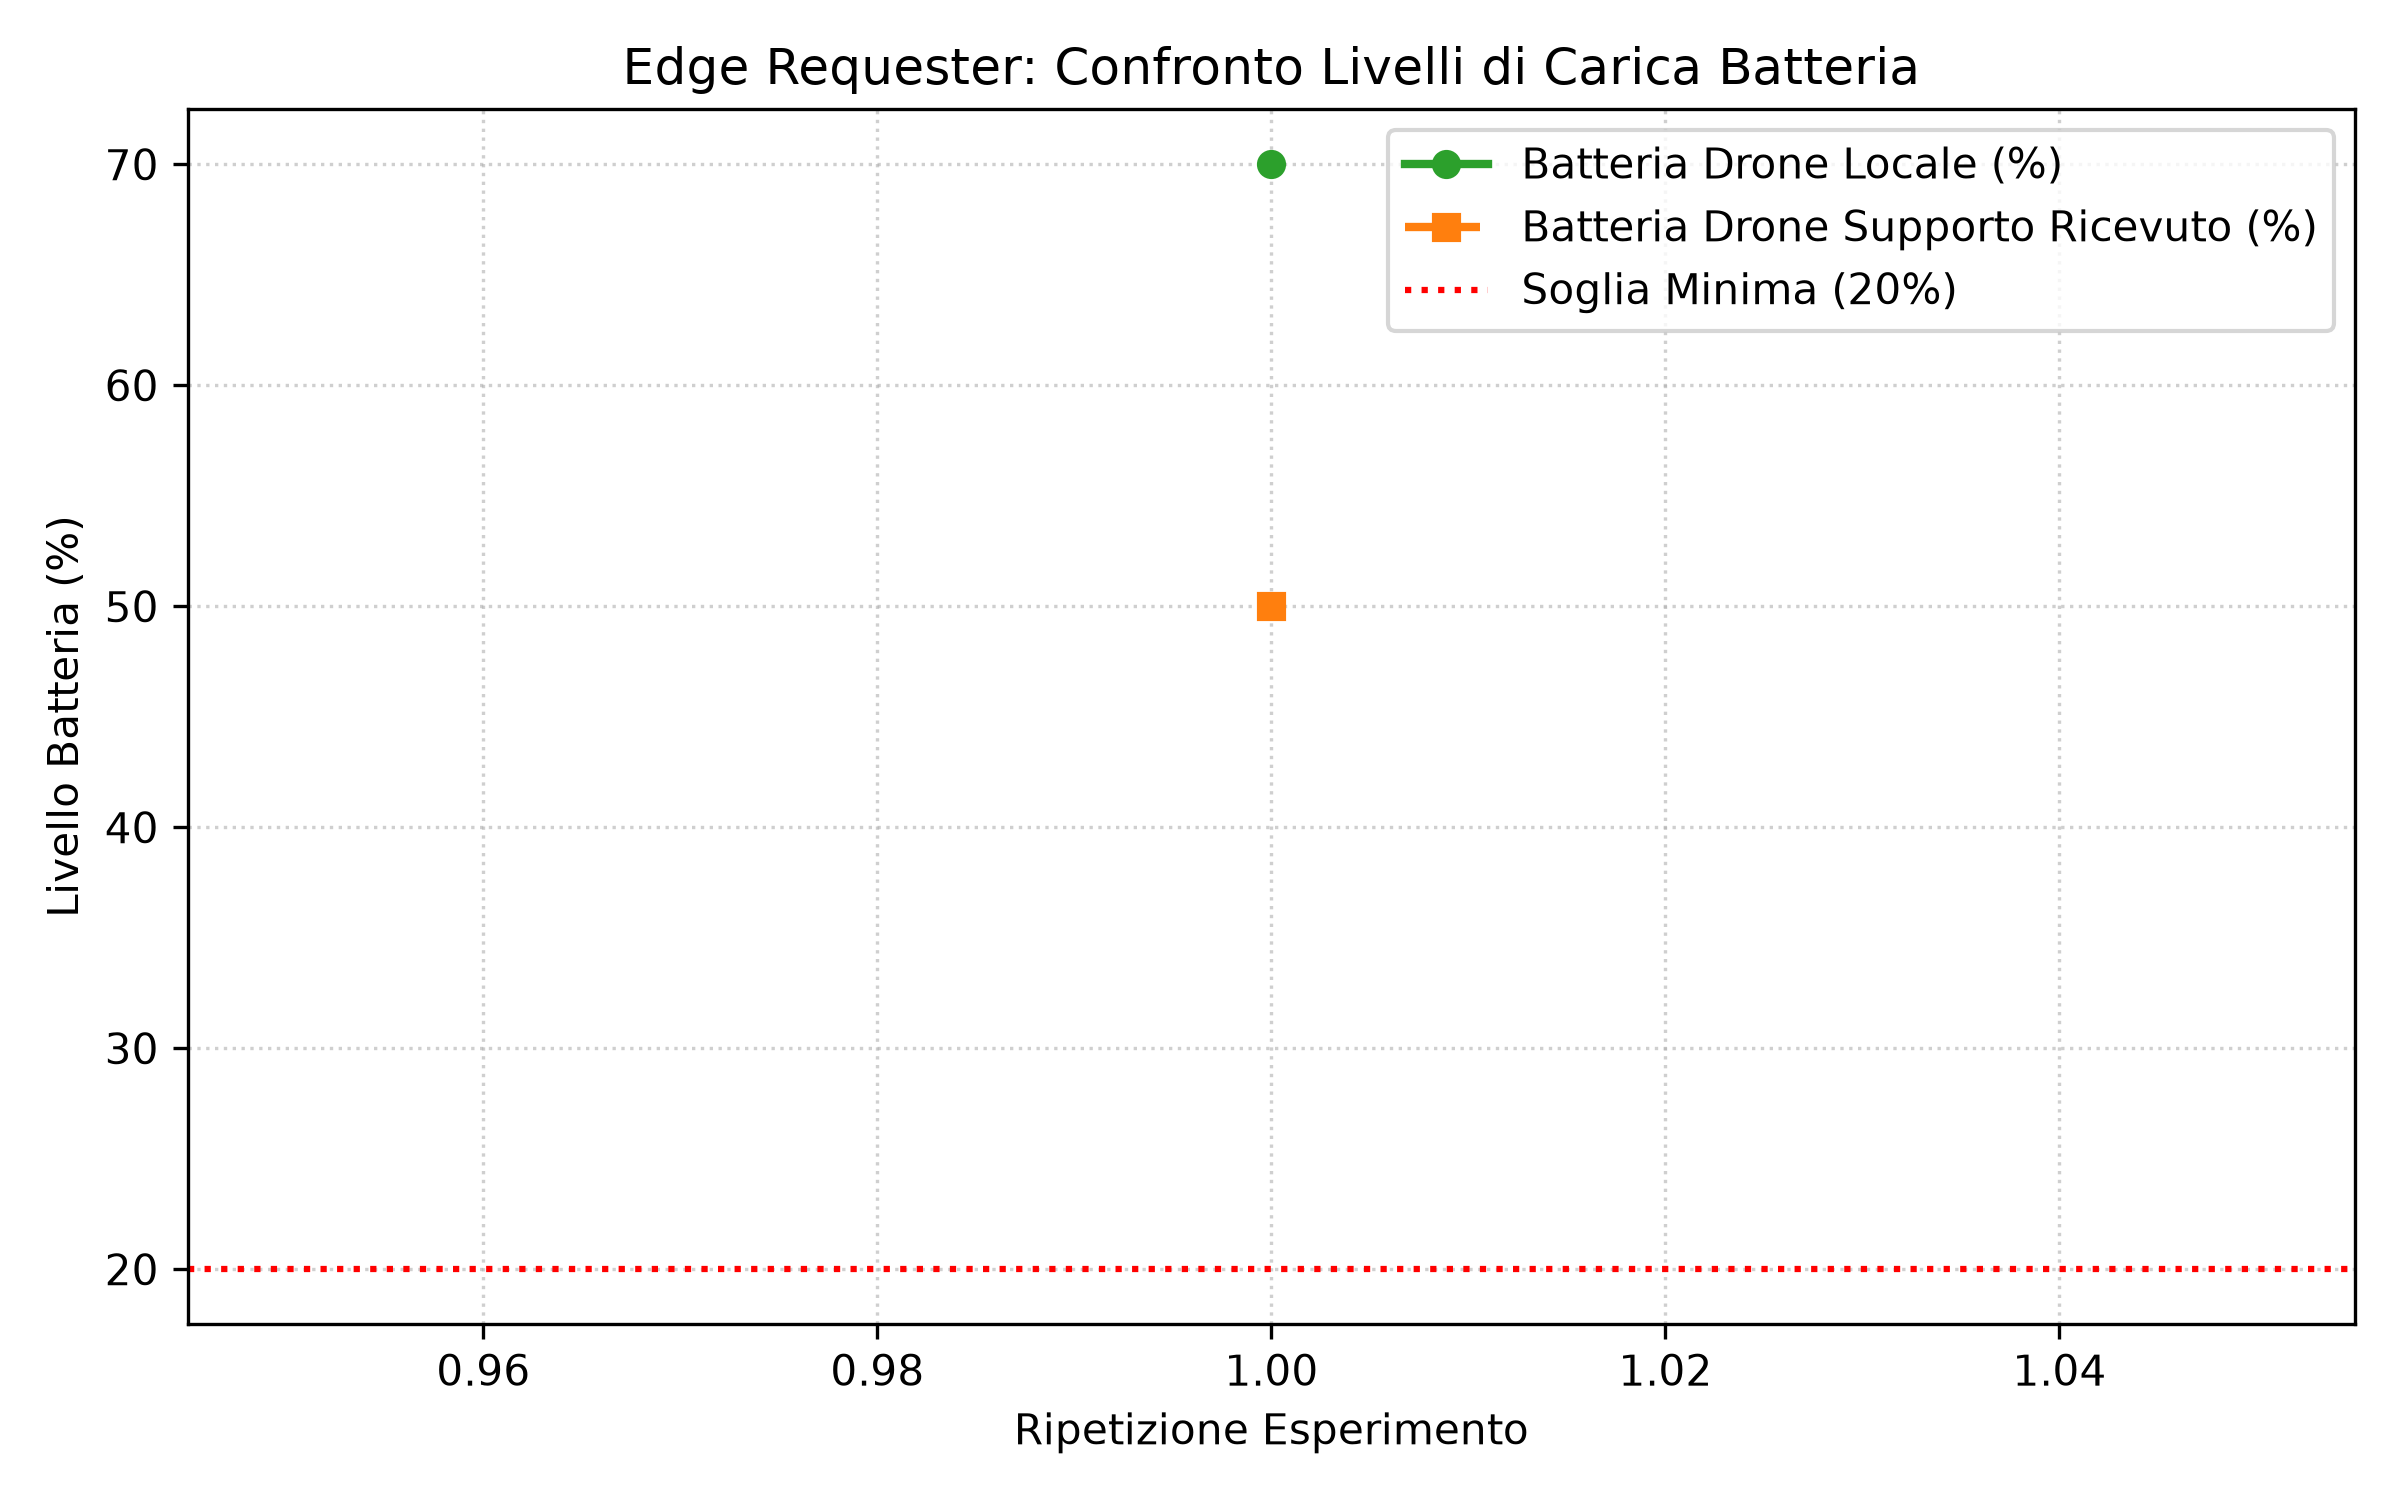 Edge Requester: Confronto Livelli di Carica Batteria
Batteria Drone Locale (%)
Batteria Drone Supporto Ricevuto (%)
Soglia Minima (20%)
Livello Batteria (%)
70
60
50
40
30
20
0.96
0.98
1.00
1.02
1.04
Ripetizione Esperimento